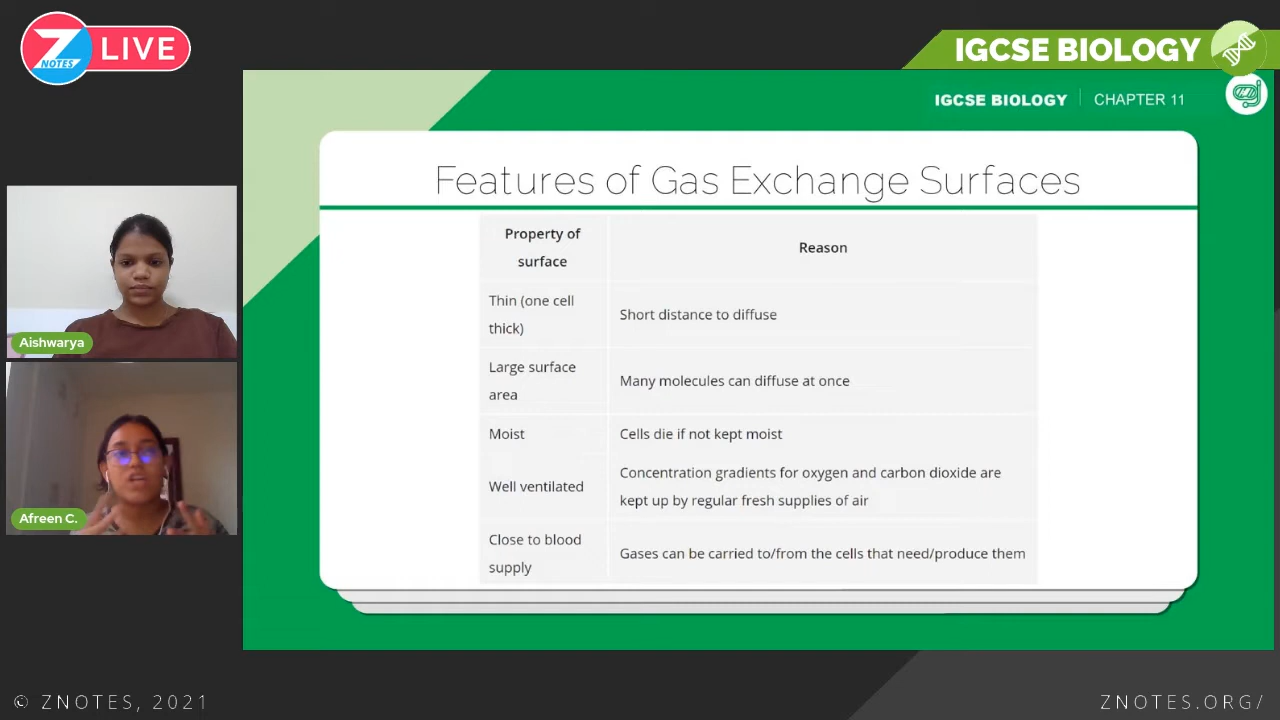 Z
NOTES
LIVE
IGCSE BIOLOGY
IGCSE BIOLOGY
CHAPTER 11
Features of Gas Exchange Surfaces
Property of
surface
Reason
Thin (one cell
thick)
Short distance to diffuse
Large surface
area
Many molecules can diffuse at once
Moist
Cells die if not kept moist
Well ventilated
Concentration gradients for oxygen and carbon dioxide are
kept up by regular fresh supplies of air
Close to blood
supply
Gases can be carried to/from the cells that need/produce them
Aishwarya
Afreen C.
© ZNOTES, 2021
ZNOTES.ORG/